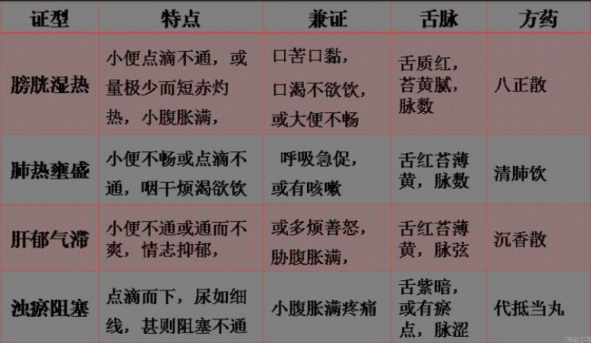 证型 特点 兼证 舌脉 方药
膀胱湿热
小便点滴不通，或
量极少而短赤灼
热，小腹胀满，
口苦口黏，
口渴不欲饮，
或大便不畅
舌质红，
苔黄腻，
脉数
八正散
肺热壅盛
小便不畅或点滴不
通，咽干烦渴欲饮
呼吸急促，
或有咳嗽
舌红苔薄
黄，脉数
清肺饮
肝郁气滞
小便不通或通而不
爽，情志抑郁，
或多烦善怒，
胁腹胀满，
舌红苔薄
黄，脉弦
沉香散
浊瘀阻塞
点滴而下，尿如细
线，甚则阻塞不通
小腹胀满疼痛
舌紫暗，
或有瘀
点，脉涩
代抵当丸